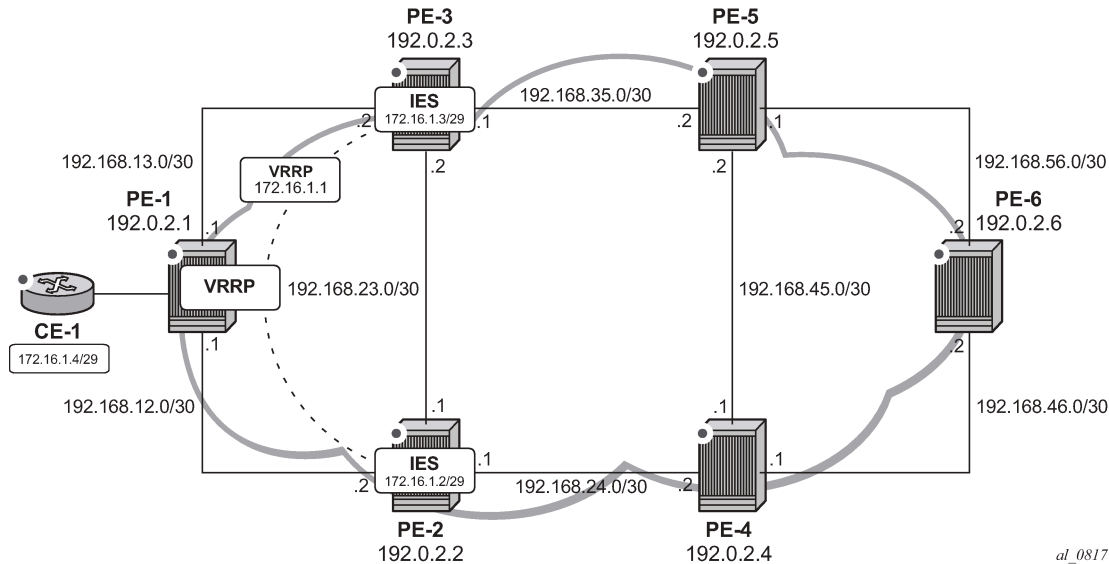 PE-3
192.0.2.3
PE-5
192.0.2.5
IES
172.16.1.3/29
.2
.1
192.168.35.0/30
.2
.1
192.168.13.0/30
VRRP
172.16.1.1
.2
.2
192.168.56.0/30
PE-1
192.0.2.1
.1
PE-6
192.0.2.6
.2
CE-1
172.16.1.4/29
VRRP
192.168.23.0/30
192.168.45.0/30
.1
.2
192.168.12.0/30
.1
.1
192.168.46.0/30
IES
172.16.1.2/29
.2
.1
192.168.24.0/30
.2
.1
PE-2
192.0.2.2
PE-4
192.0.2.4
al_0817